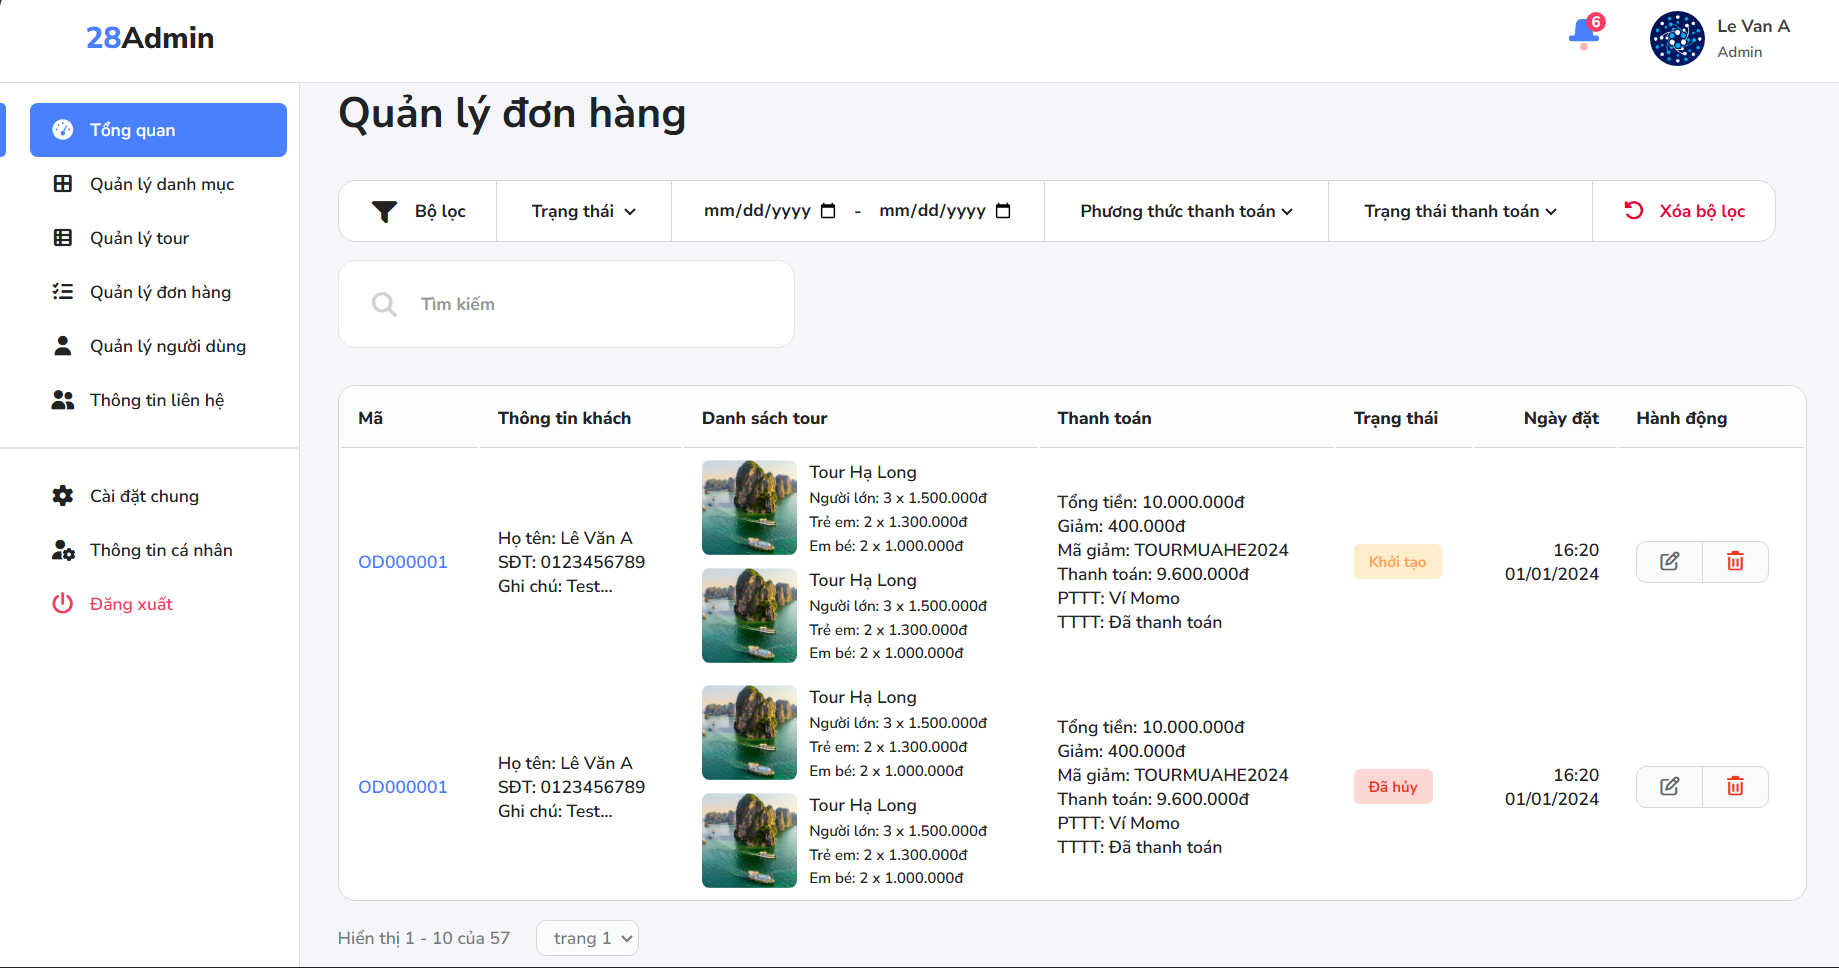 28Admin
6
Le Van A
Admin
Tổng quan
Quản lý danh mục
Quản lý tour
Quản lý đơn hàng
Quản lý người dùng
Thông tin liên hệ
Cài đặt chung
Thông tin cá nhân
Đăng xuất
Quản lý đơn hàng
Bộ lọc
Trạng thái
mm/dd/yyyy - mm/dd/yyyy
Phương thức thanh toán
Trạng thái thanh toán
Xóa bộ lọc
Tìm kiếm
Mã Thông tin khách Danh sách tour Thanh toán Trạng thái Ngày đặt Hành động
OD000001
Họ tên: Lê Văn A
SĐT: 0123456789
Ghi chú: Test...
Tour Hạ Long
Người lớn: 3 x 1.500.000đ
Trẻ em: 2 x 1.300.000đ
Em bé: 2 x 1.000.000đ
Tour Hạ Long
Người lớn: 3 x 1.500.000đ
Trẻ em: 2 x 1.300.000đ
Em bé: 2 x 1.000.000đ
Tổng tiền: 10.000.000đ
Giảm: 400.000đ
Mã giảm: TOURMUAHE2024
Thanh toán: 9.600.000đ
PTTT: Ví Momo
TTTT: Đã thanh toán
Khởi tạo
16:20
01/01/2024
OD000001
Họ tên: Lê Văn A
SĐT: 0123456789
Ghi chú: Test...
Tour Hạ Long
Người lớn: 3 x 1.500.000đ
Trẻ em: 2 x 1.300.000đ
Em bé: 2 x 1.000.000đ
Tour Hạ Long
Người lớn: 3 x 1.500.000đ
Trẻ em: 2 x 1.300.000đ
Em bé: 2 x 1.000.000đ
Tổng tiền: 10.000.000đ
Giảm: 400.000đ
Mã giảm: TOURMUAHE2024
Thanh toán: 9.600.000đ
PTTT: Ví Momo
TTTT: Đã thanh toán
Đã hủy
16:20
01/01/2024
Hiển thị 1 - 10 của 57
trang 1